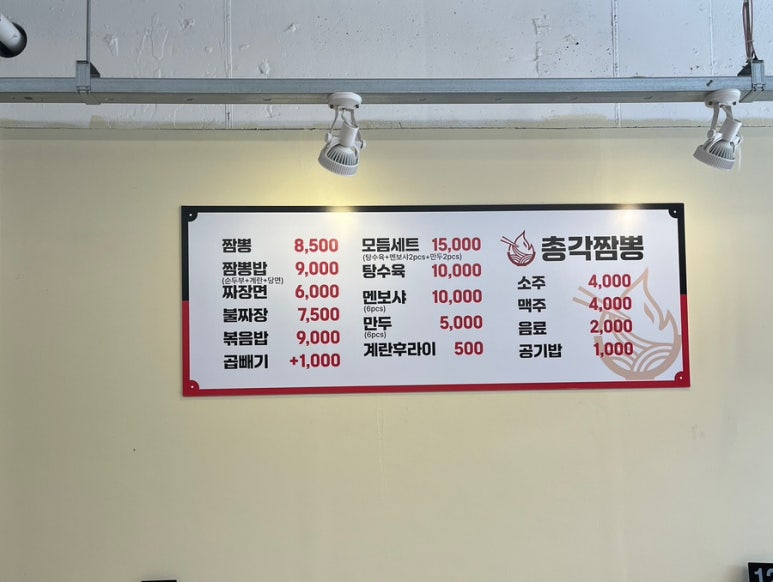 짬뽕 8,500
짬뽕밥 9,000
(순두부+계란+당면)
짜장면 6,000
불짜장 7,500
볶음밥 9,000
곱빼기 +1,000
모듬세트 15,000
(탕수육+멘보샤2pcs+만두2pcs)
탕수육 10,000
멘보샤 10,000
(6pcs)
만두 5,000
(6pcs)
계란후라이 500
총각짬뽕
소주 4,000
맥주 4,000
음료 2,000
공기밥 1,000